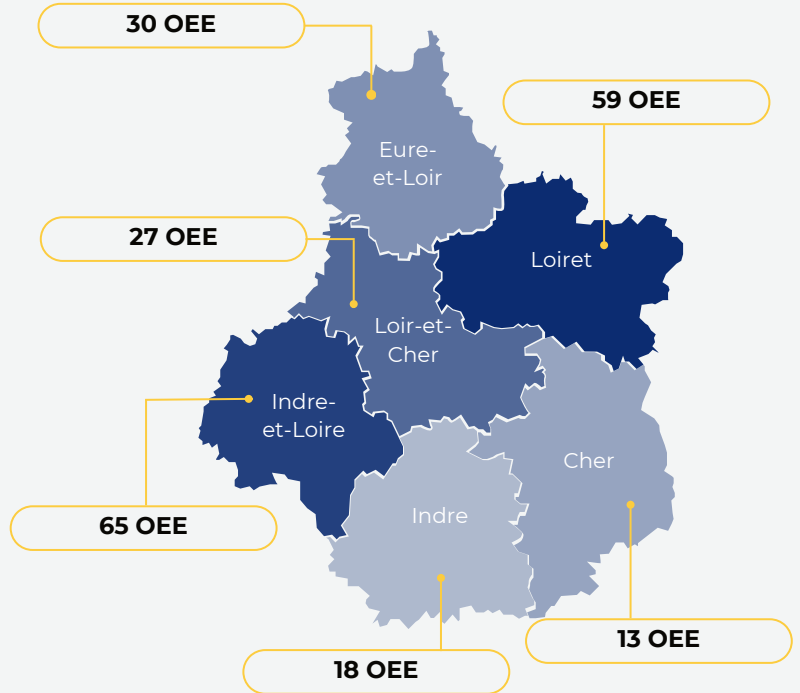 30 OEE
59 OEE
Eure-
et-Loir
27 OEE
Loiret
Loir-et-
Cher
Indre-
et-Loire
Cher
Indre
65 OEE
13 OEE
18 OEE